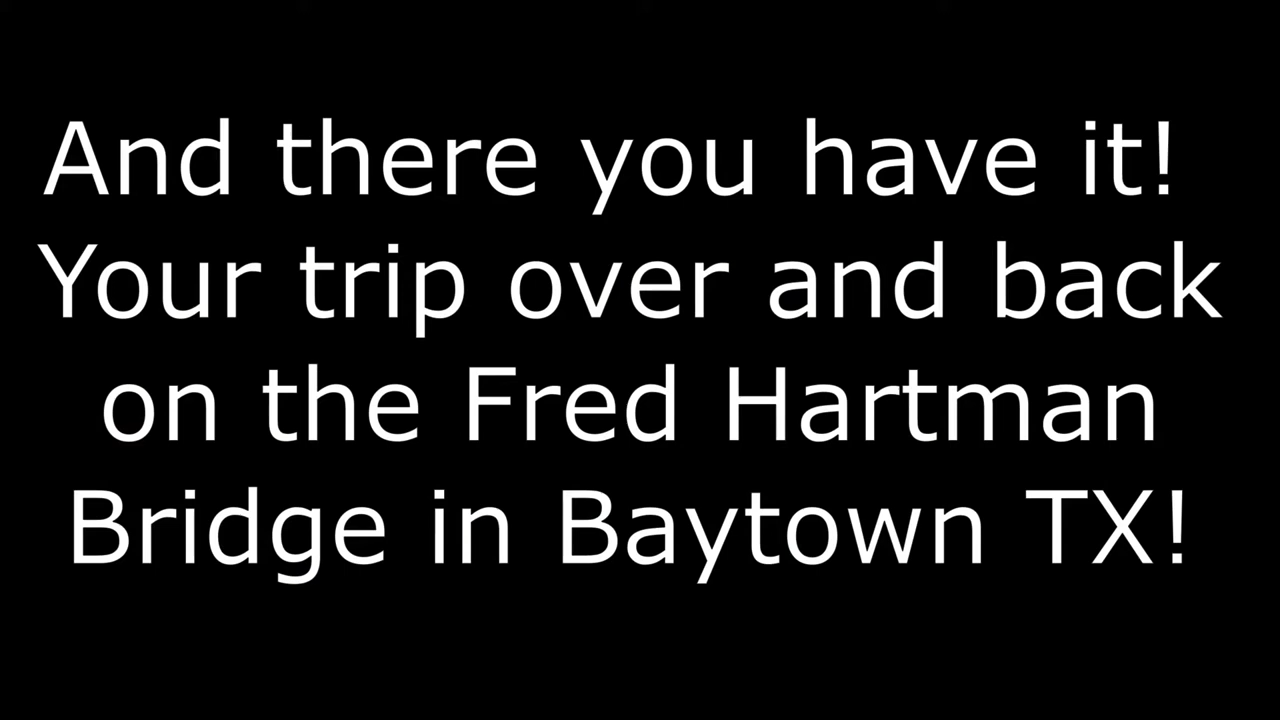 And there you have it!
Your trip over and back
on the Fred Hartman
Bridge in Baytown TX!